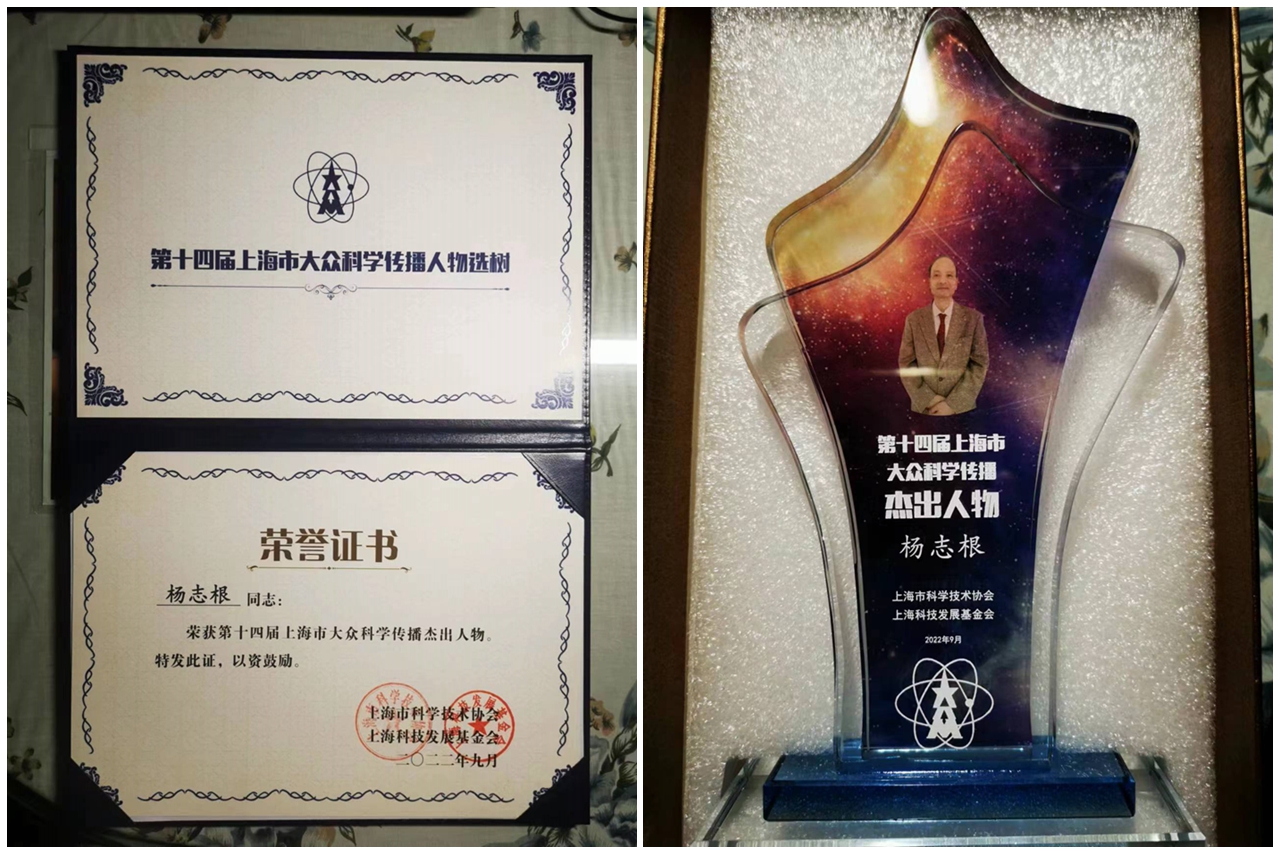 第十四届上海市大众科学传播人物选树
荣誉证书
杨志根 同志：
荣获第十四届上海市大众科学传播杰出人物。
特发此证，以资鼓励。
上海市科学技术协会
上海科技发展基金会
二〇二二年九月
第十四届上海市
大众科学传播
杰出人物
杨志根
上海市科学技术协会
上海科技发展基金会
2022年9月